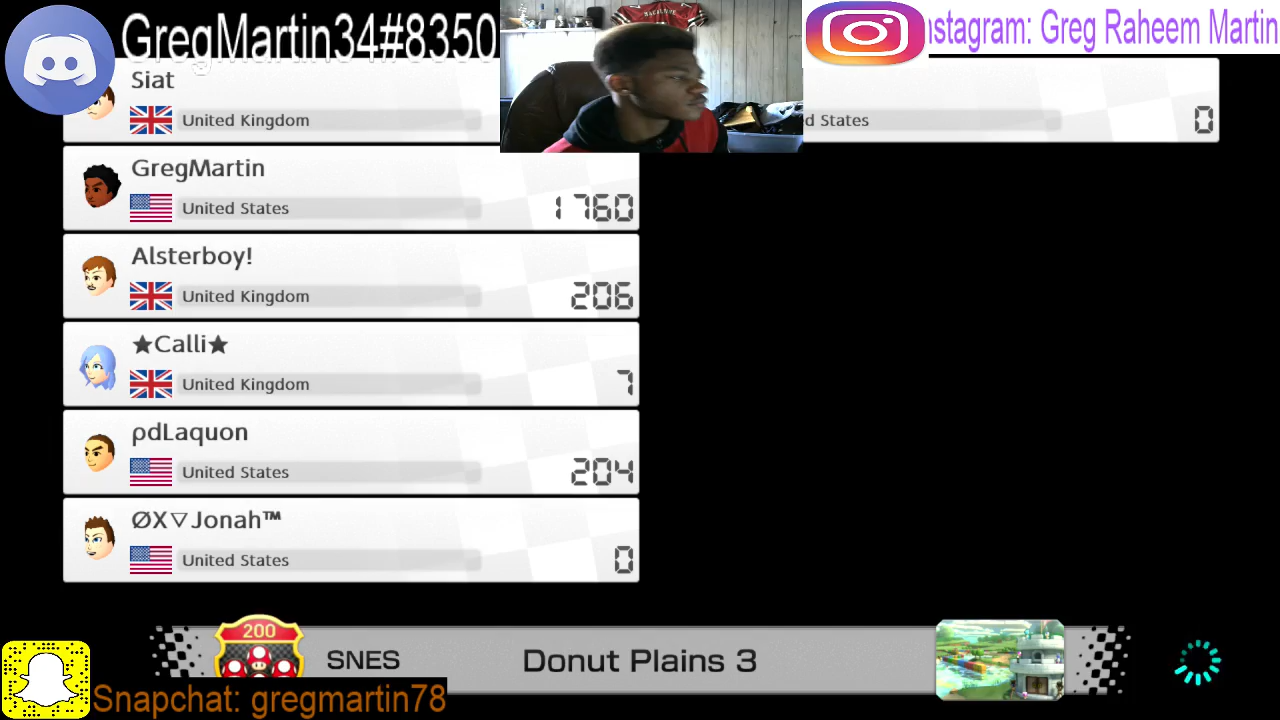 GregMartin34#8350
nstagram: Greg Raheem Martin
Siat
United Kingdom
d States
0
GregMartin
United States
1760
Alsterboy!
United Kingdom
206
★Calli★
United Kingdom
7
ρdLaquon
United States
204
ØX▽Jonah™
United States
0
200
SNES
Donut Plains 3
Snapchat: gregmartin78